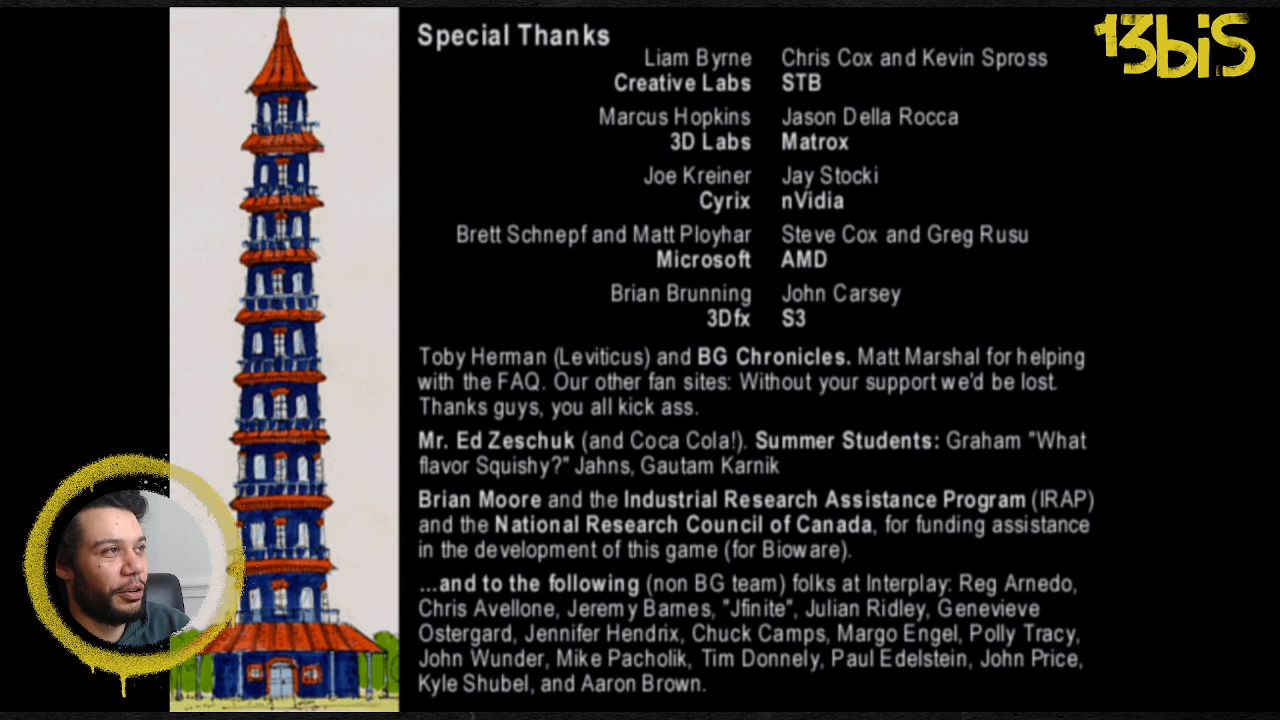 13biS
Special Thanks
Liam Byrne Chris Cox and Kevin Spross
Creative Labs STB
Marcus Hopkins Jason Della Rocca
3D Labs Matrox
Joe Kreiner Jay Stocki
Cyrix nVidia
Brett Schnepf and Matt Ployhar Steve Cox and Greg Rusu
Microsoft AMD
Brian Brunning John Carsey
3Dfx S3
Toby Herman (Leviticus) and BG Chronicles. Matt Marshal for helping
with the FAQ. Our other fan sites: Without your support we'd be lost.
Thanks guys, you all kick ass.
Mr. Ed Zeschuk (and Coca Cola!). Summer Students: Graham "What
flavor Squishy?" Jahns, Gautam Karnik
Brian Moore and the Industrial Research Assistance Program (IRAP)
and the National Research Council of Canada, for funding assistance
in the development of this game (for Bioware).
...and to the following (non BG team) folks at Interplay: Reg Arnedo,
Chris Avellone, Jeremy Barnes, "Jfinite", Julian Ridley, Genevieve
Ostergard, Jennifer Hendrix, Chuck Camps, Margo Engel, Polly Tracy,
John Wunder, Mike Pacholik, Tim Donnely, Paul Edelstein, John Price,
Kyle Shubel, and Aaron Brown.